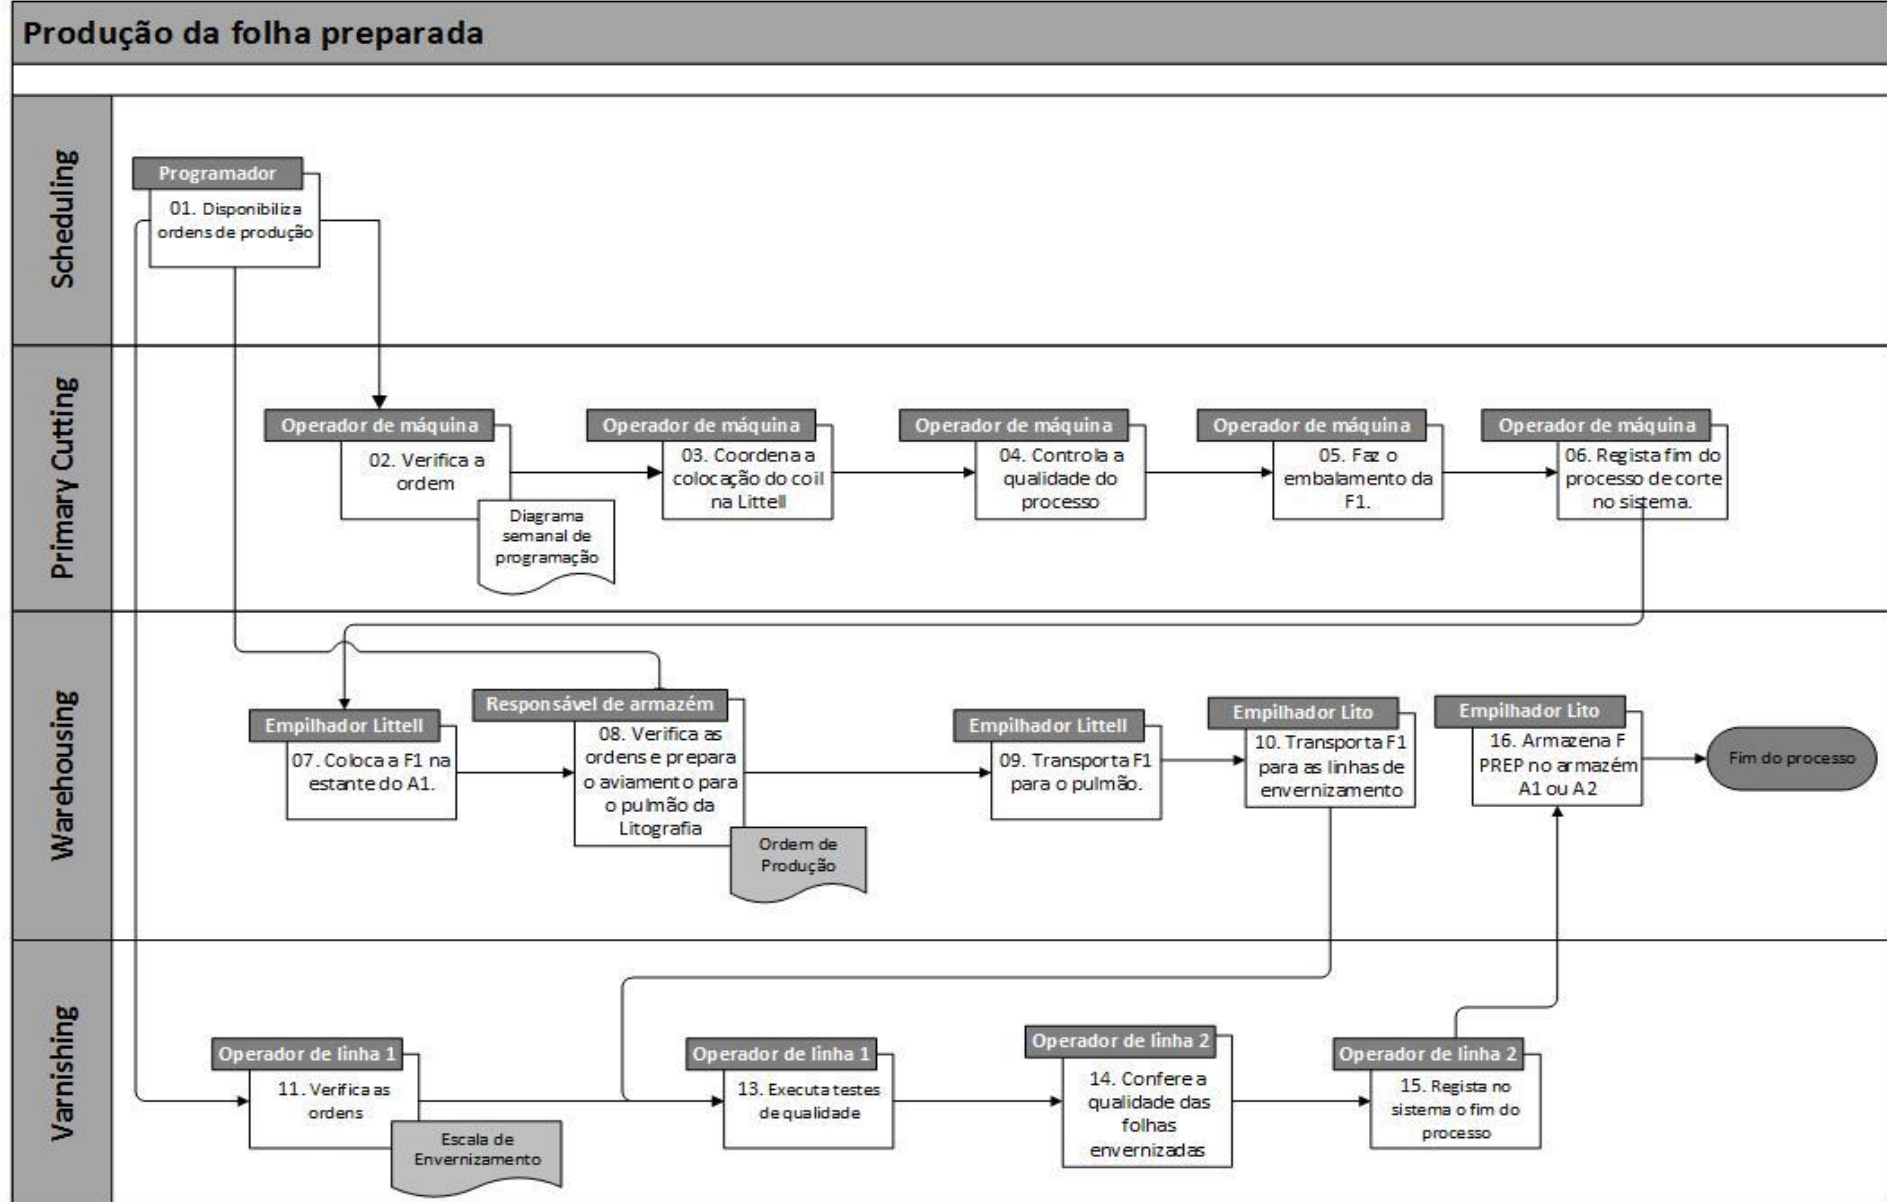 Produção da folha preparada
Scheduling
Programador
01. Disponibiliza
ordens de produção
Primary Cutting
Operador de máquina
02. Verifica a
ordem
Diagrama
semanal de
programação
Operador de máquina
03. Coordena a
colocação do coil
na Littell
Operador de máquina
04. Controla a
qualidade do
processo
Operador de máquina
05. Faz o
embalamento da
F1.
Operador de máquina
06. Regista fim do
processo de corte
no sistema.
Warehousing
Empilhador Littell
07. Coloca a F1 na
estante do A1.
Responsável de armazém
08. Verifica as
ordens e prepara
o aviamento para
o pulmão da
Litografia
Ordem de
Produção
Empilhador Littell
09. Transporta F1
para o pulmão.
Empilhador Lito
10. Transporta F1
para as linhas de
envernizamento
Empilhador Lito
16. Armazena F
PREP no armazém
A1 ou A2
Fim do processo
Varnishing
Operador de linha 1
11. Verifica as
ordens
Escala de
Envernizamento
Operador de linha 1
13. Executa testes
de qualidade
Operador de linha 2
14. Confere a
qualidade das
folhas
envernizadas
Operador de linha 2
15. Regista no
sistema o fim do
processo